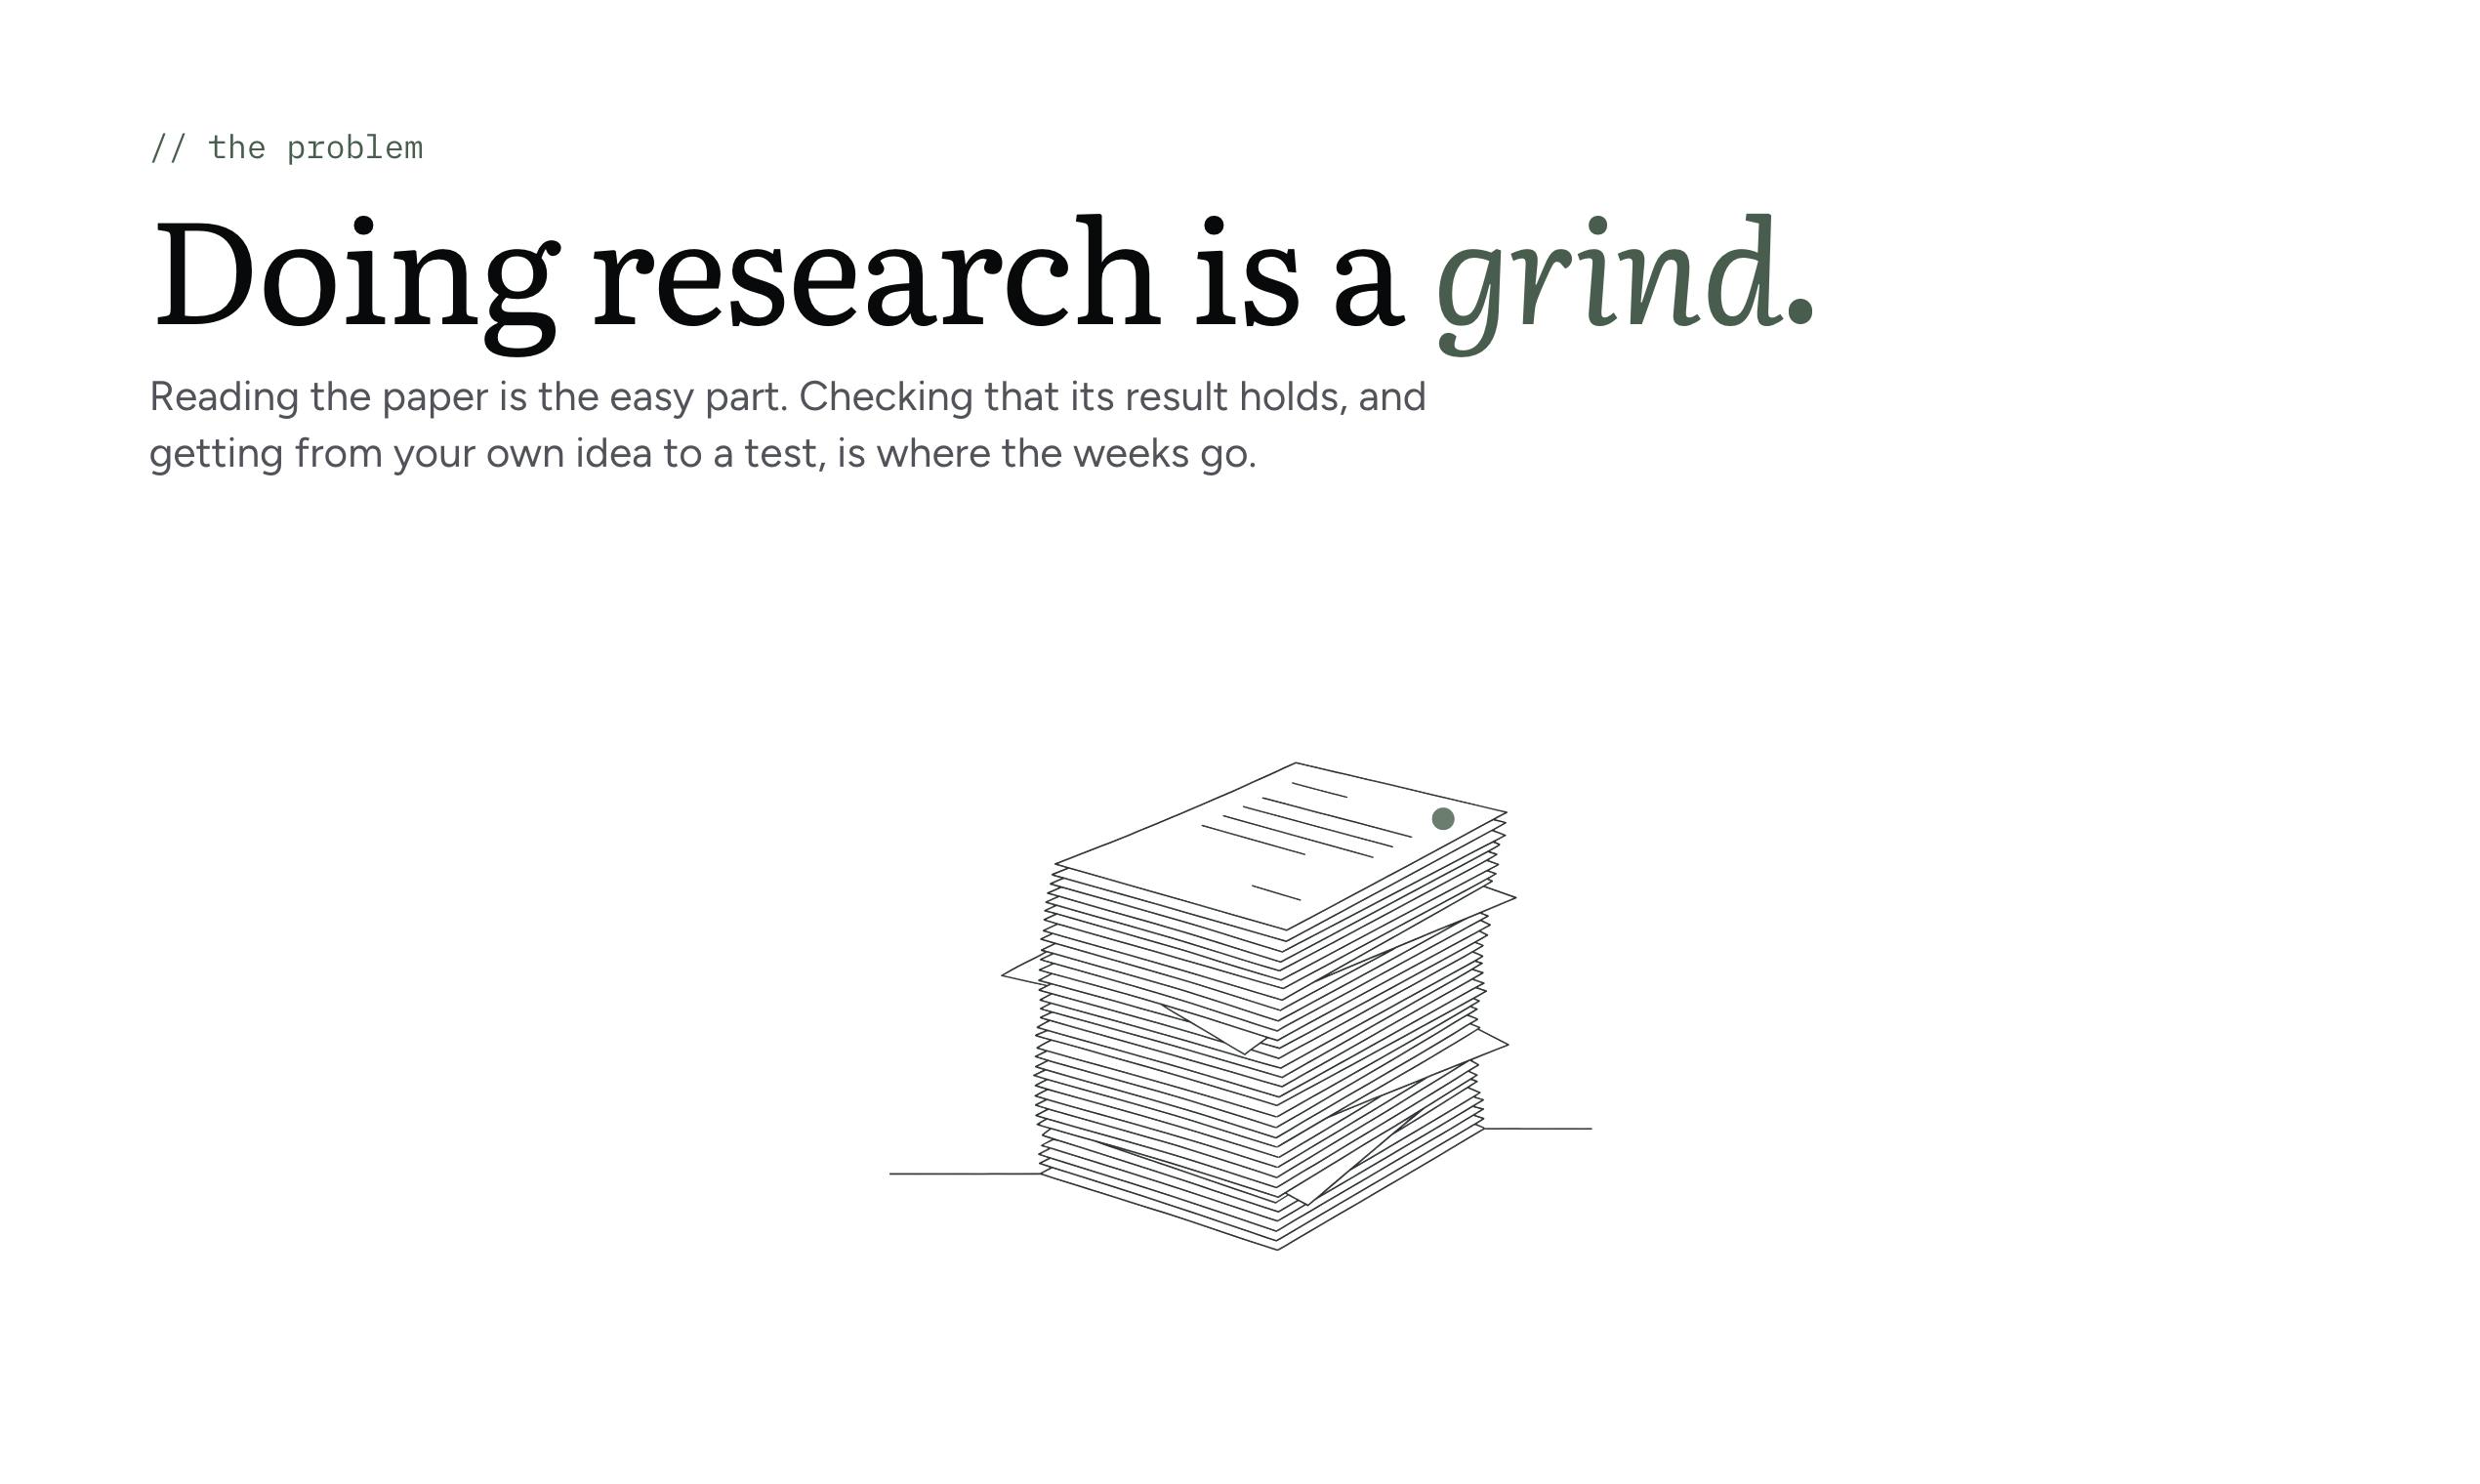 // the problem
Doing research is a grind.
Reading the paper is the easy part. Checking that its result holds, and
getting from your own idea to a test, is where the weeks go.